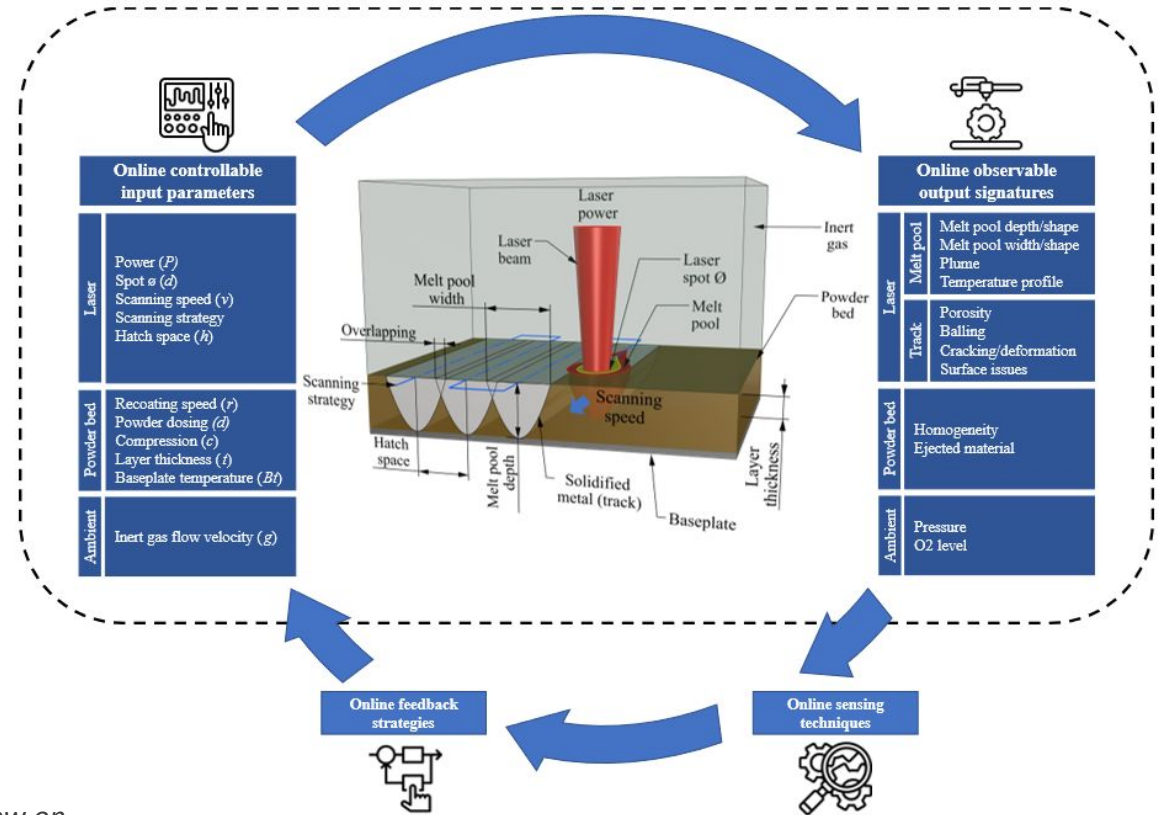 Online controllable
input parameters
Laser
Power (P)
Spot ø (d)
Scanning speed (v)
Scanning strategy
Hatch space (h)
Powder bed
Recoating speed (r)
Powder dosing (d)
Compression (c)
Layer thickness (t)
Baseplate temperature (Bt)
Ambient
Inert gas flow velocity (g)
Laser
power
Laser
beam
Inert
gas
Melt pool
width
Laser
spot Ø
Overlapping
Melt
pool
Powder
bed
Scanning
strategy
Scanning
speed
Hatch
space
Melt pool
depth
Solidified
metal (track)
Layer
thickness
Baseplate
Online observable
output signatures
Laser
Melt pool
Melt pool depth/shape
Melt pool width/shape
Plume
Temperature profile
Track
Porosity
Balling
Cracking/deformation
Surface issues
Powder bed
Homogeneity
Ejected material
Ambient
Pressure
O2 level
Online feedback
strategies
Online sensing
techniques